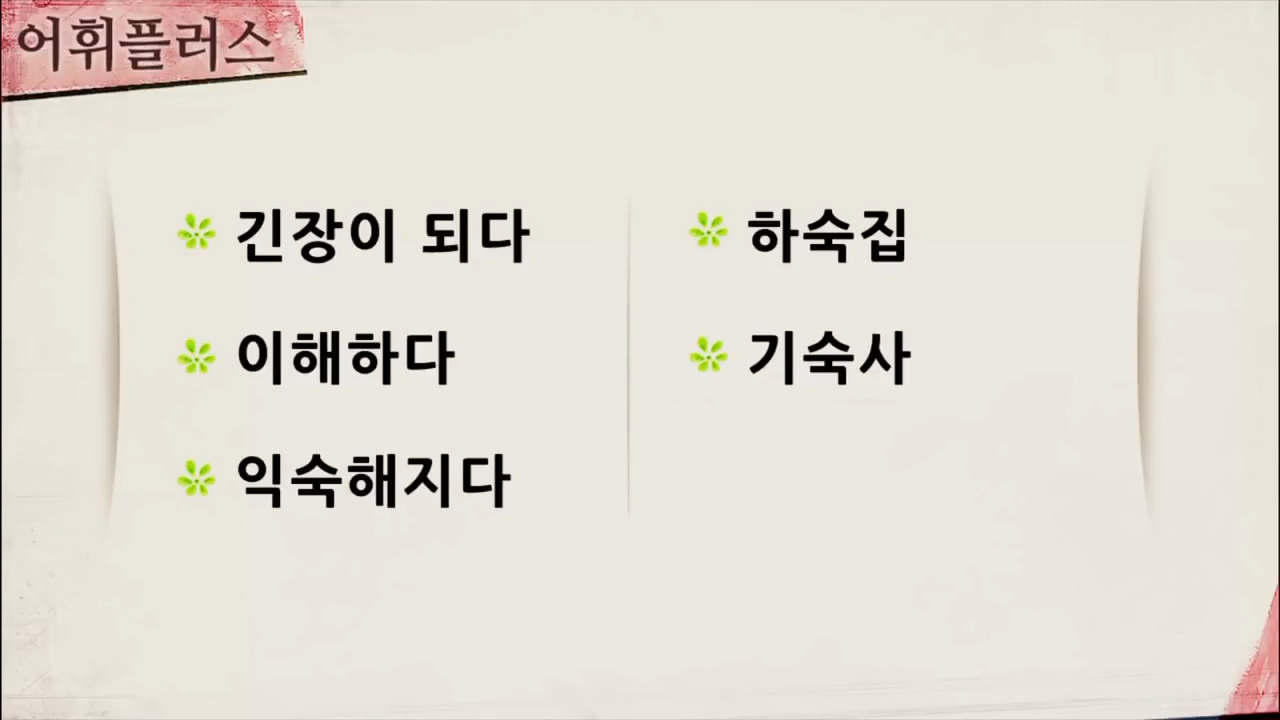 어휘플러스
긴장이 되다
이해하다
익숙해지다
하숙집
기숙사